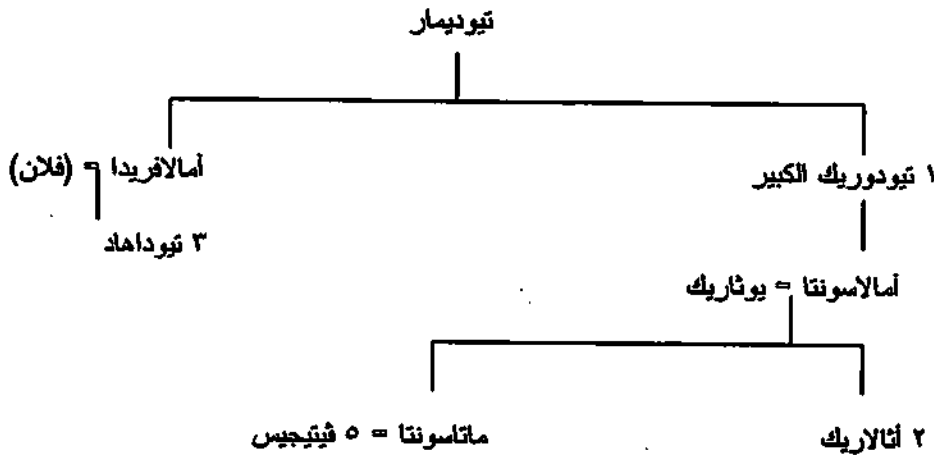 تيوديمار
١ تيودوريك الكبير
أمالافريدا = (فلان)
٣ تيوداهاد
أمالاسونتا = يوثاريك
٢ أثالاريك
ماتاسونتا = ٥ ڤيتيجيس